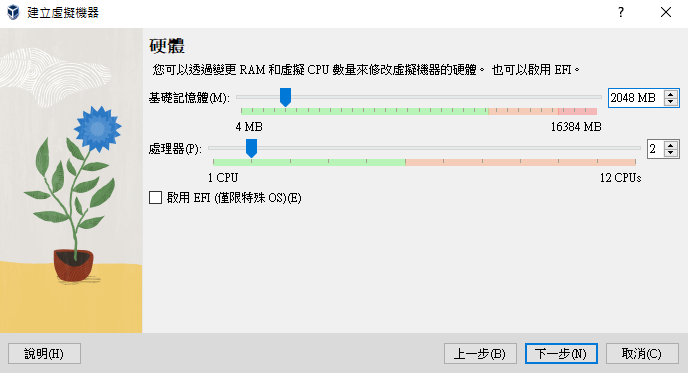 建立虛擬機器
?
硬體
您可以透過變更 RAM 和虛擬 CPU 數量來修改虛擬機器的硬體。 也可以啟用 EFI。
基礎記憶體(M):
2048 MB
4 MB
16384 MB
處理器(P):
2
1 CPU
12 CPUs
啟用 EFI (僅限特殊 OS)(E)
說明(H)
上一步(B)
下一步(N)
取消(C)